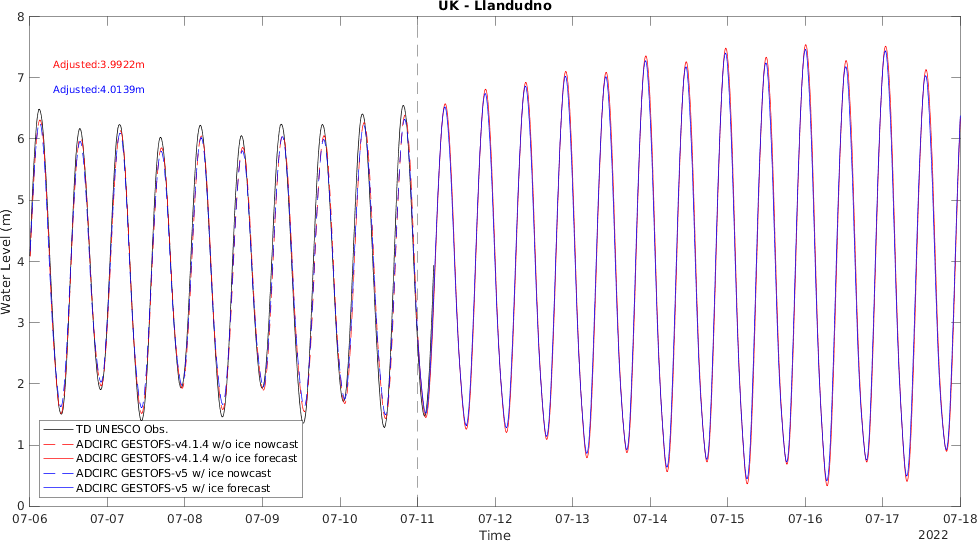 UK - Llandudno
8
7
6
5
4
3
2
1
0
Water Level (m)
Adjusted:3.9922m
Adjusted:4.0139m
TD UNESCO Obs.
ADCIRC GESTOFS-v4.1.4 w/o ice nowcast
ADCIRC GESTOFS-v4.1.4 w/o ice forecast
ADCIRC GESTOFS-v5 w/ ice nowcast
ADCIRC GESTOFS-v5 w/ ice forecast
07-06 07-07 07-08 07-09 07-10 07-11 07-12 07-13 07-14 07-15 07-16 07-17 07-18
Time
2022